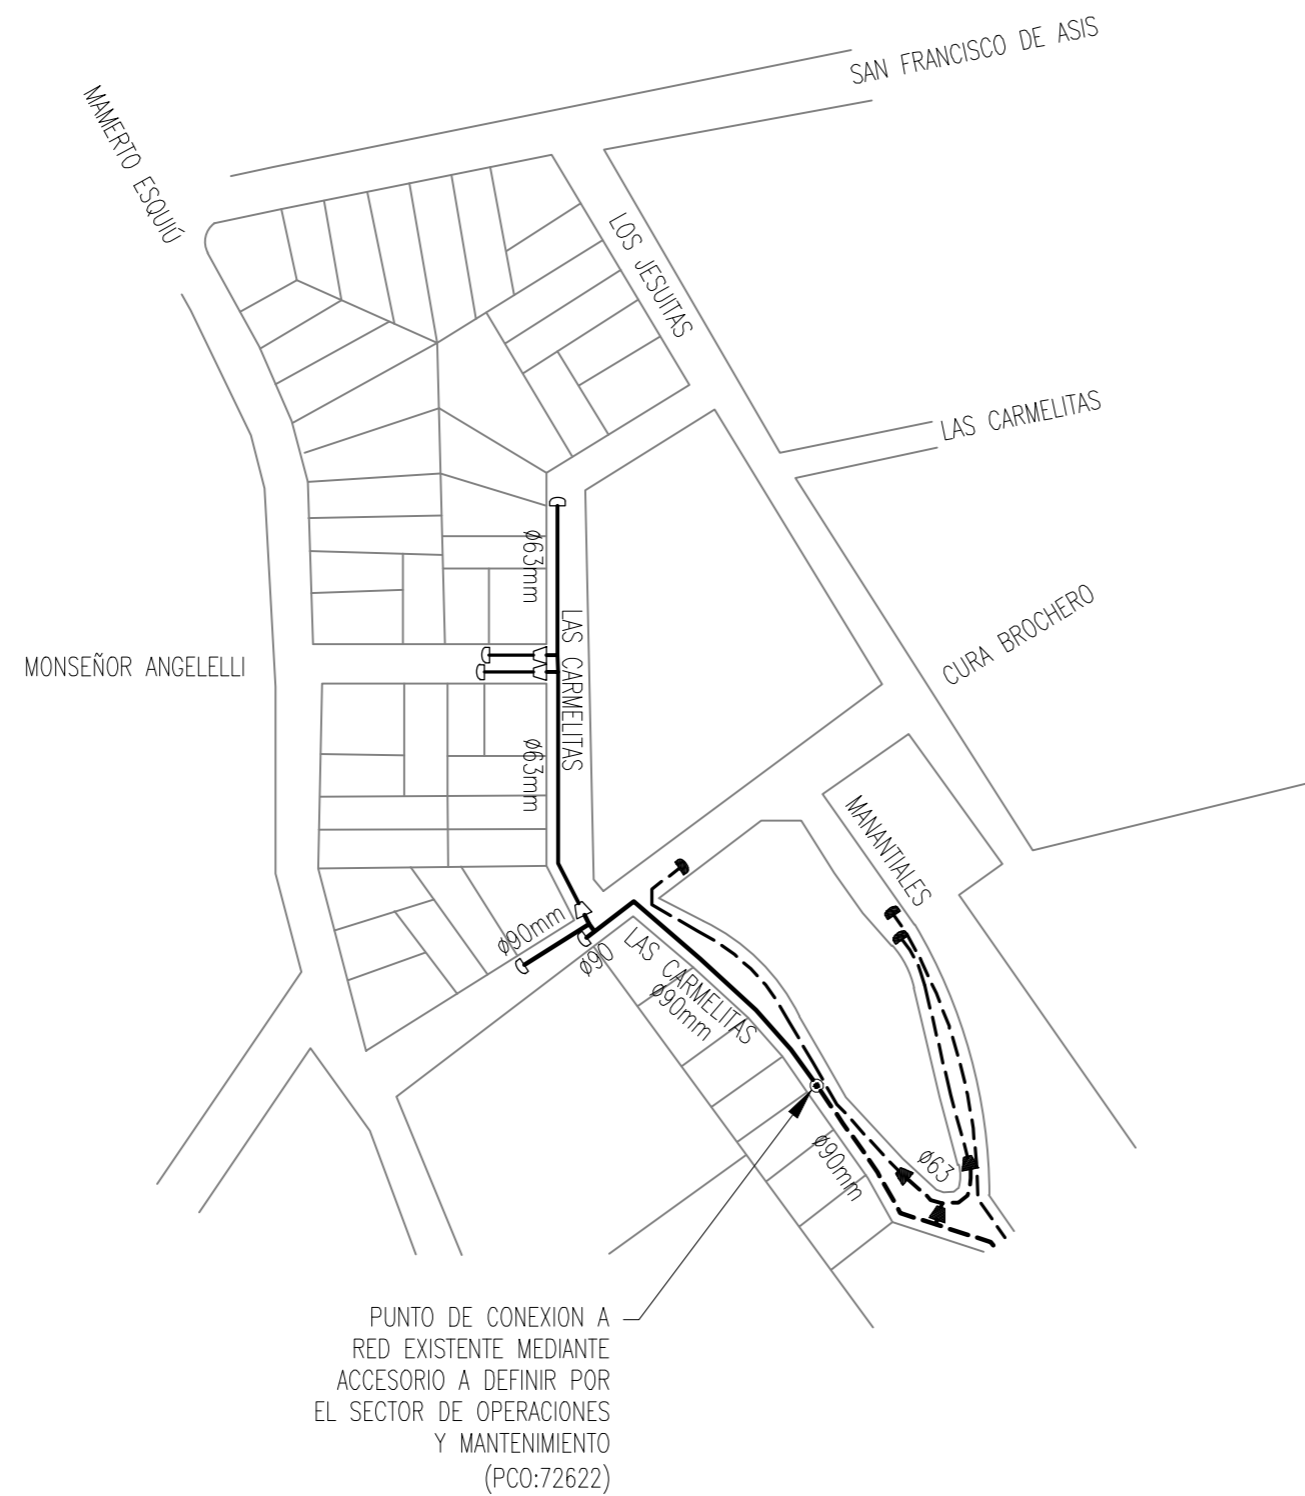 SAN FRANCISCO DE ASIS
MAMERTO ESQUIÚ
LOS JESUITAS
LAS CARMELITAS
Ø63mm
LAS CARMELITAS
CURA BROCHERO
MONSEÑOR ANGELELLI
Ø63mm
MANANTIALES
Ø90mm
Ø90
LAS CARMELITAS
Ø90mm
Ø90mm
Ø63
PUNTO DE CONEXION A
RED EXISTENTE MEDIANTE
ACCESORIO A DEFINIR POR
EL SECTOR DE OPERACIONES
Y MANTENIMIENTO
(PCO:72622)